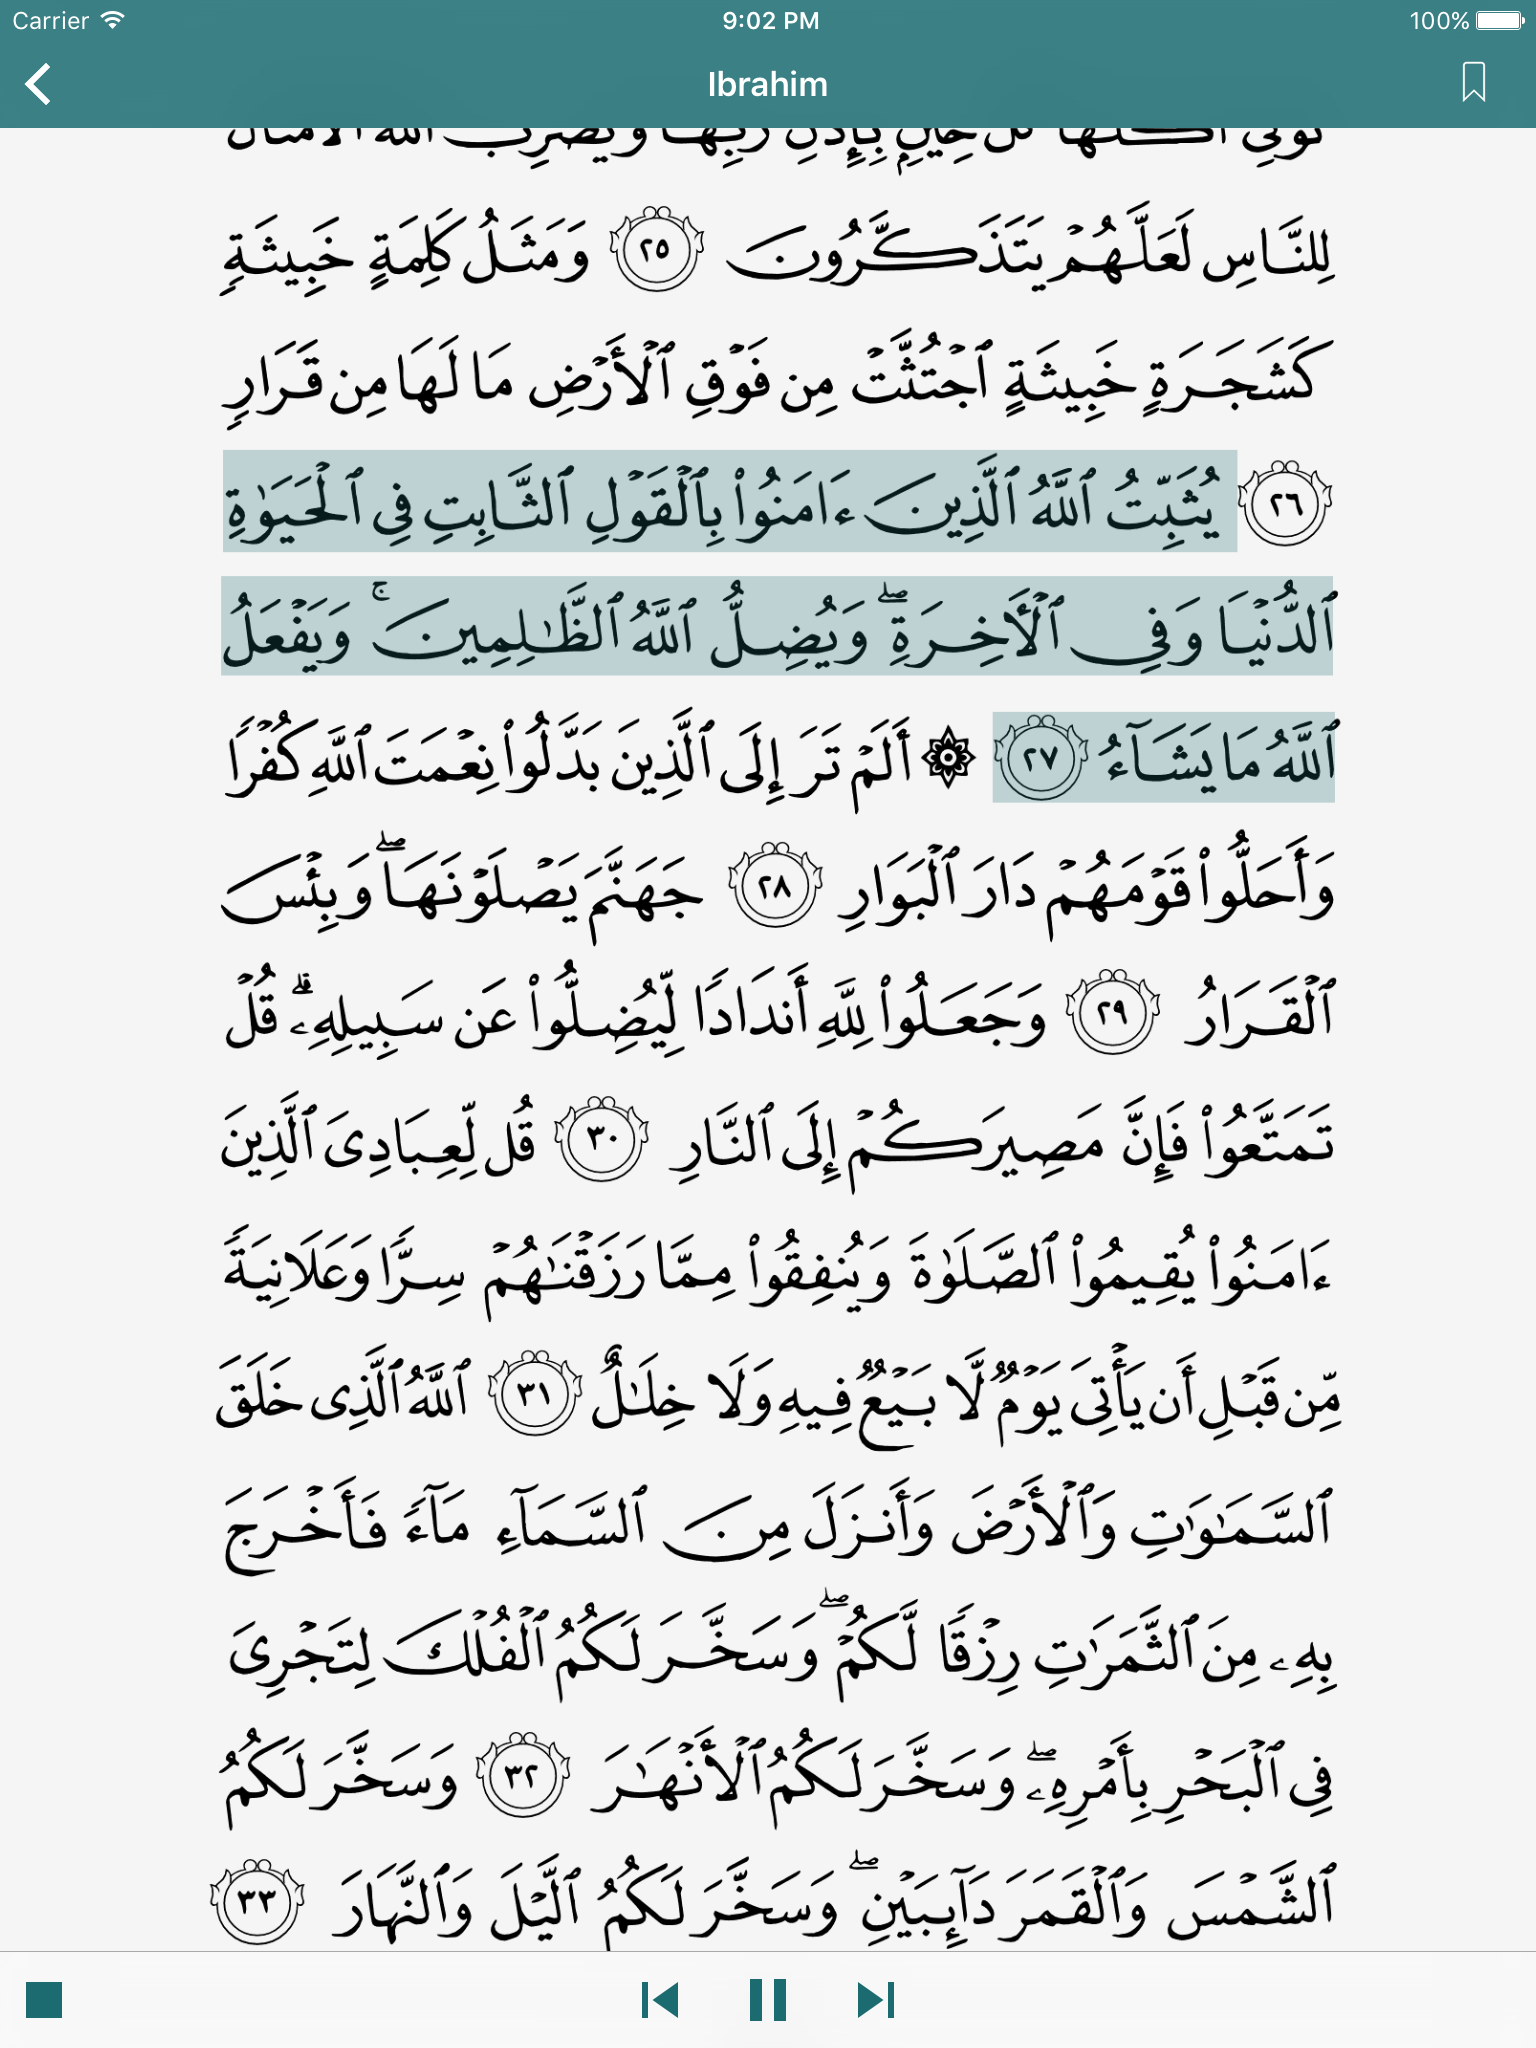 Carrier 9:02 PM 100%
Ibrahim
تُؤْتِىٓ أُكُلَهَا كُلَّ حِينٍۭ بِإِذْنِ رَبِّهَا ۗ وَيَضْرِبُ ٱللَّهُ ٱلْأَمْثَالَ
لِلنَّاسِ لَعَلَّهُمْ يَتَذَكَّرُونَ ٢٥ وَمَثَلُ كَلِمَةٍ خَبِيثَةٍ
كَشَجَرَةٍ خَبِيثَةٍ ٱجْتُثَّتْ مِن فَوْقِ ٱلْأَرْضِ مَا لَهَا مِن قَرَارٍ
٢٦ يُثَبِّتُ ٱللَّهُ ٱلَّذِينَ ءَامَنُوا۟ بِٱلْقَوْلِ ٱلثَّابِتِ فِى ٱلْحَيَوٰةِ
ٱلدُّنْيَا وَفِى ٱلْأَخِرَةِ ۖ وَيُضِلُّ ٱللَّهُ ٱلظَّـٰلِمِينَ ۚ وَيَفْعَلُ
ٱللَّهُ مَا يَشَآءُ ٢٧ ۞ أَلَمْ تَرَ إِلَى ٱلَّذِينَ بَدَّلُوا۟ نِعْمَتَ ٱللَّهِ كُفْرًا
وَأَحَلُّوا۟ قَوْمَهُمْ دَارَ ٱلْبَوَارِ ٢٨ جَهَنَّمَ يَصْلَوْنَهَا ۖ وَبِئْسَ
ٱلْقَرَارُ ٢٩ وَجَعَلُوا۟ لِلَّهِ أَندَادًا لِّيُضِلُّوا۟ عَن سَبِيلِهِۦ ۗ قُلْ
تَمَتَّعُوا۟ فَإِنَّ مَصِيرَكُمْ إِلَى ٱلنَّارِ ٣٠ قُل لِّعِبَادِىَ ٱلَّذِينَ
ءَامَنُوا۟ يُقِيمُوا۟ ٱلصَّلَوٰةَ وَيُنفِقُوا۟ مِمَّا رَزَقْنَـٰهُمْ سِرًّا وَعَلَانِيَةً
مِّن قَبْلِ أَن يَأْتِىَ يَوْمٌ لَّا بَيْعٌ فِيهِ وَلَا خِلَـٰلٌ ٣١ ٱللَّهُ ٱلَّذِى خَلَقَ
ٱلسَّمَـٰوَٰتِ وَٱلْأَرْضَ وَأَنزَلَ مِنَ ٱلسَّمَآءِ مَآءً فَأَخْرَجَ
بِهِۦ مِنَ ٱلثَّمَرَٰتِ رِزْقًا لَّكُمْ ۖ وَسَخَّرَ لَكُمُ ٱلْفُلْكَ لِتَجْرِىَ
فِى ٱلْبَحْرِ بِأَمْرِهِۦ ۖ وَسَخَّرَ لَكُمُ ٱلْأَنْهَـٰرَ ٣٢ وَسَخَّرَ لَكُمُ
ٱلشَّمْسَ وَٱلْقَمَرَ دَآئِبَيْنِ ۖ وَسَخَّرَ لَكُمُ ٱلَّيْلَ وَٱلنَّهَارَ ٣٣